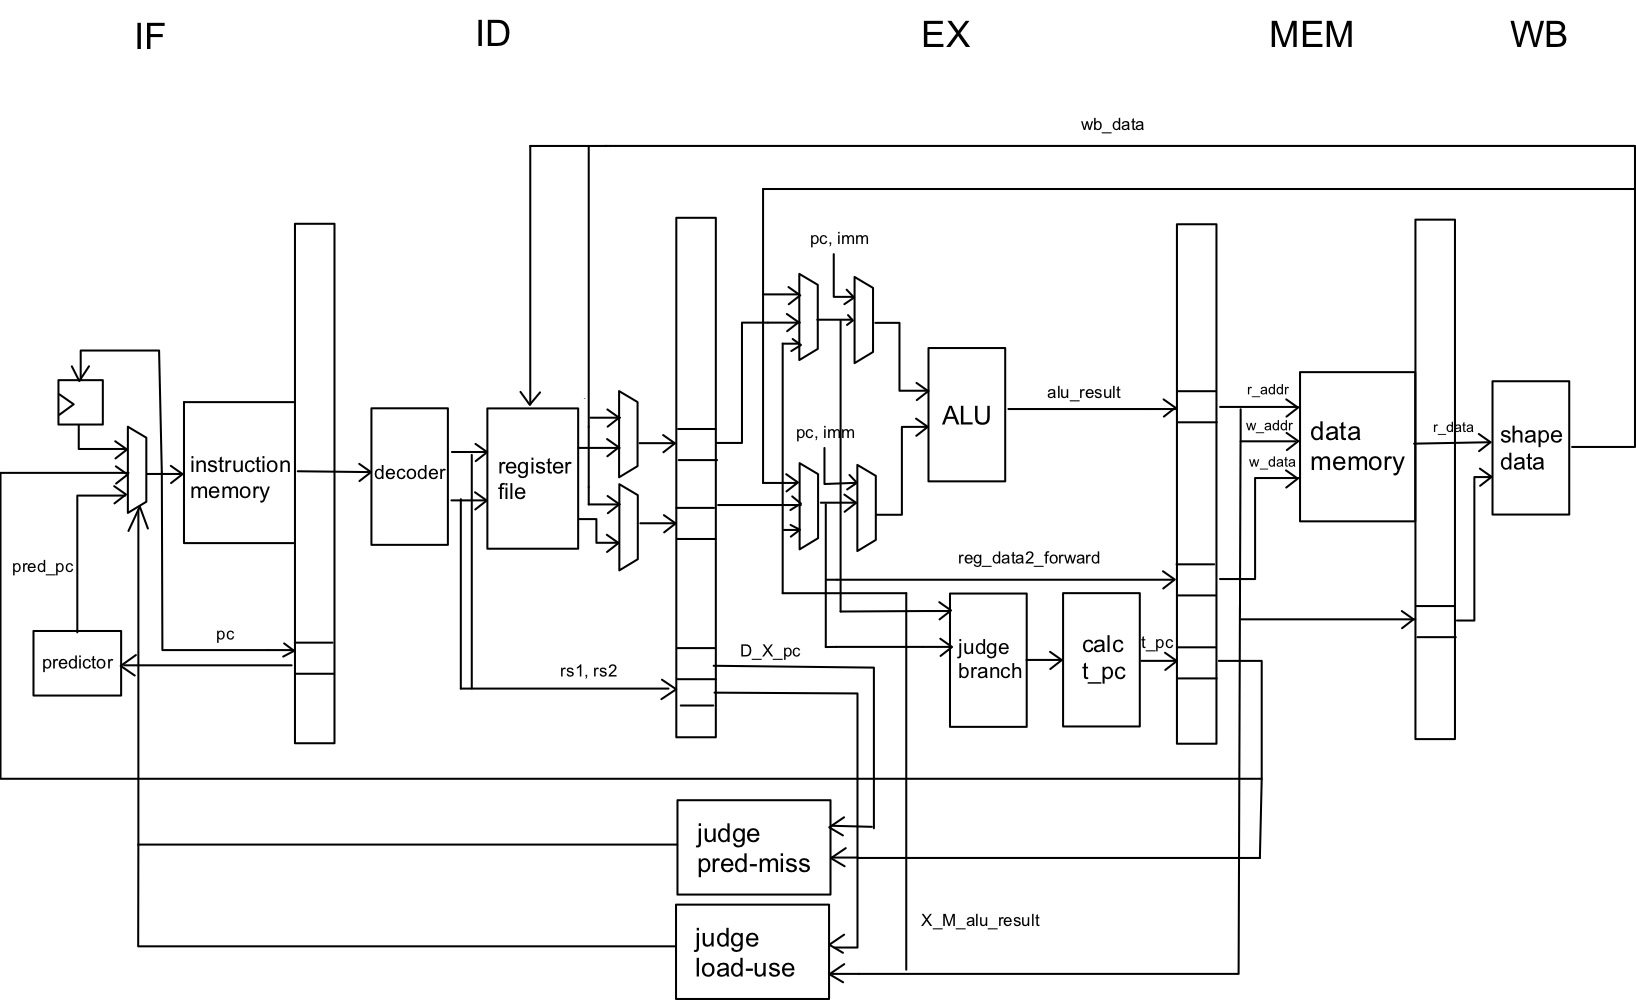 IF
ID
EX
MEM
WB
wb_data
pc, imm
alu_result
r_addr
w_addr
w_data
r_data
pc, imm
ALU
data
memory
shape
data
instruction
memory
decoder
register
file
pred_pc
pc
predictor
rs1, rs2
D_X_pc
reg_data2_forward
judge
branch
calc
t_pc
t_pc
judge
pred-miss
X_M_alu_result
judge
load-use